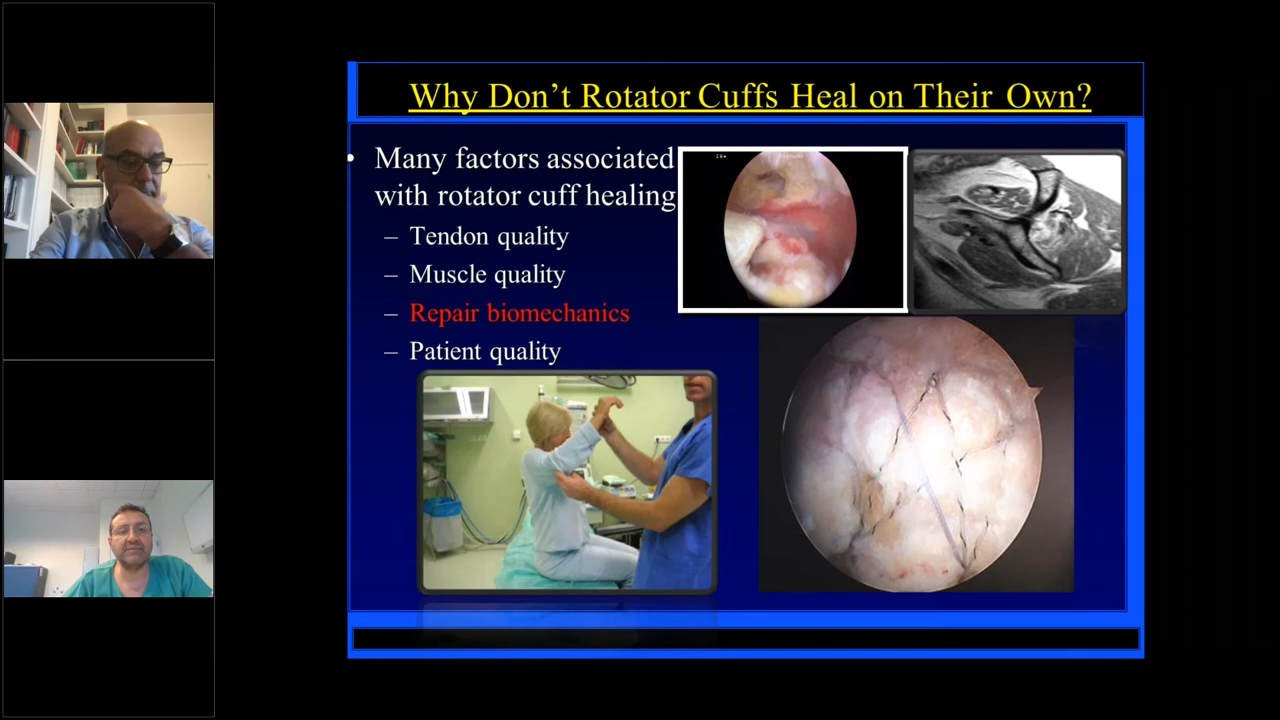 Why Don't Rotator Cuffs Heal on Their Own?
• Many factors associated
with rotator cuff healing
– Tendon quality
– Muscle quality
– Repair biomechanics
– Patient quality